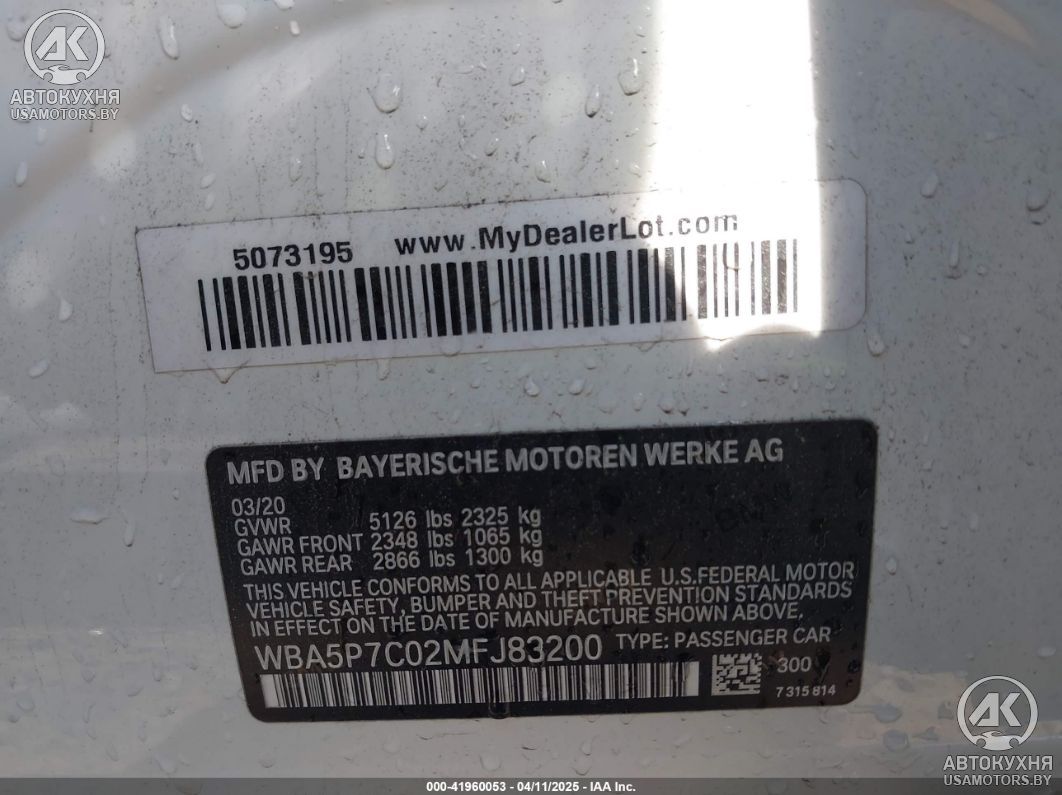 AK
АВТОКУХНЯ
USAMOTORS.BY
5073195 www.MyDealerLot.com
MFD BY BAYERISCHE MOTOREN WERKE AG
03/20
GVWR 5126 lbs 2325 kg
GAWR FRONT 2348 lbs 1065 kg
GAWR REAR 2866 lbs 1300 kg
THIS VEHICLE CONFORMS TO ALL APPLICABLE U.S.FEDERAL MOTOR
VEHICLE SAFETY, BUMPER AND THEFT PREVENTION STANDARDS
IN EFFECT ON THE DATE OF MANUFACTURE SHOWN ABOVE.
WBA5P7C02MFJ83200 TYPE: PASSENGER CAR
300
7315814
AK
АВТОКУХНЯ
USAMOTORS.BY
000-41960053 - 04/11/2025 - IAA Inc.